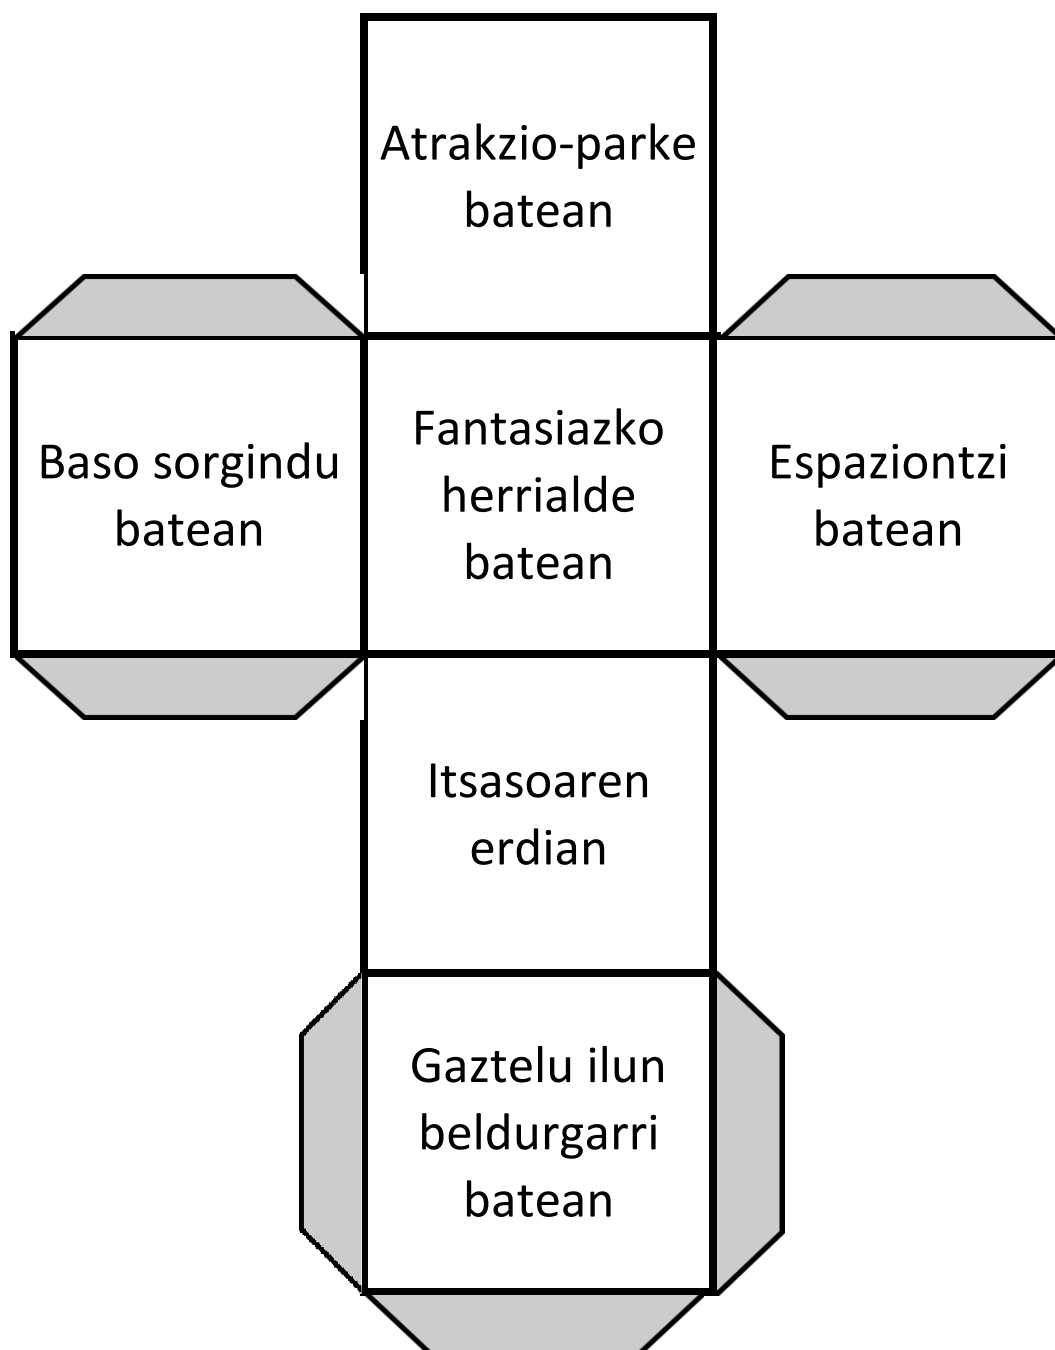 Atrakzio-parke
batean
Baso sorgindu
batean
Fantasiazko
herrialde
batean
Espaziontzi
batean
Itsasoaren
erdian
Gaztelu ilun
beldurgarri
batean